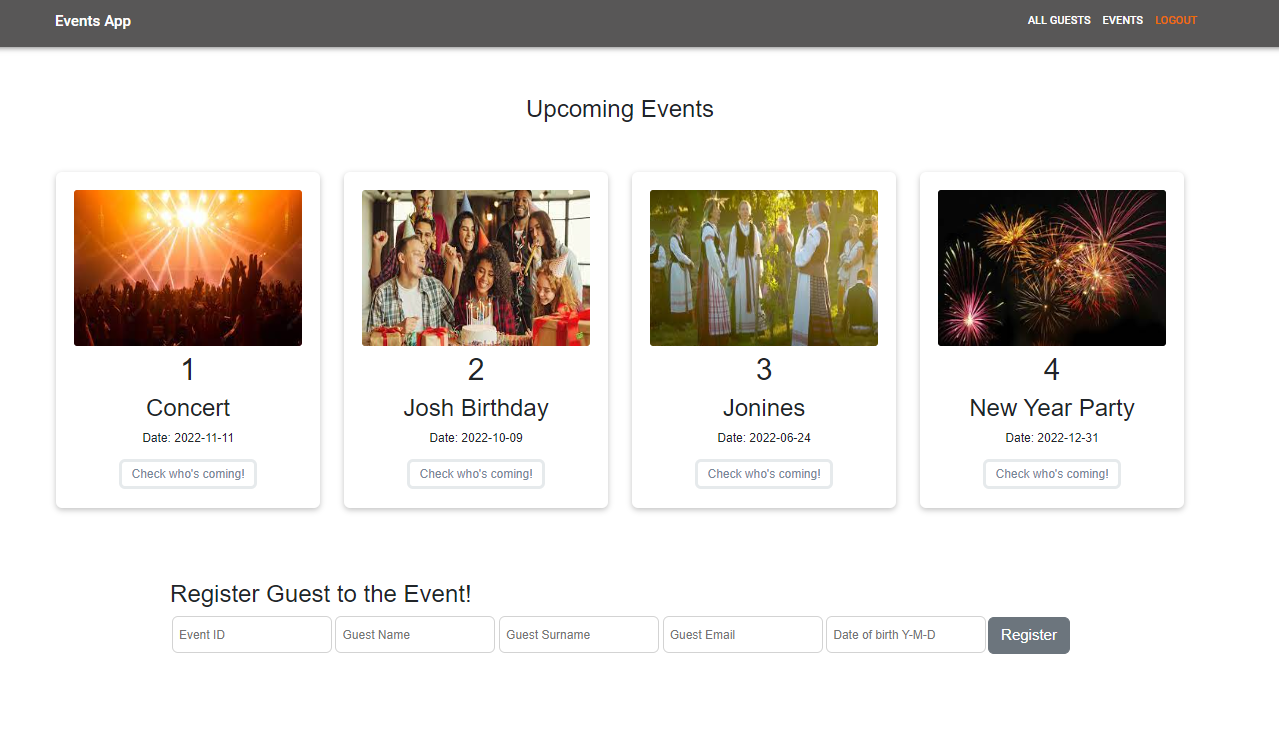 Events App
ALL GUESTS EVENTS LOGOUT
Upcoming Events
1
Concert
Date: 2022-11-11
Check who's coming!
2
Josh Birthday
Date: 2022-10-09
Check who's coming!
3
Jonines
Date: 2022-06-24
Check who's coming!
4
New Year Party
Date: 2022-12-31
Check who's coming!
Register Guest to the Event!
Event ID
Guest Name
Guest Surname
Guest Email
Date of birth Y-M-D
Register